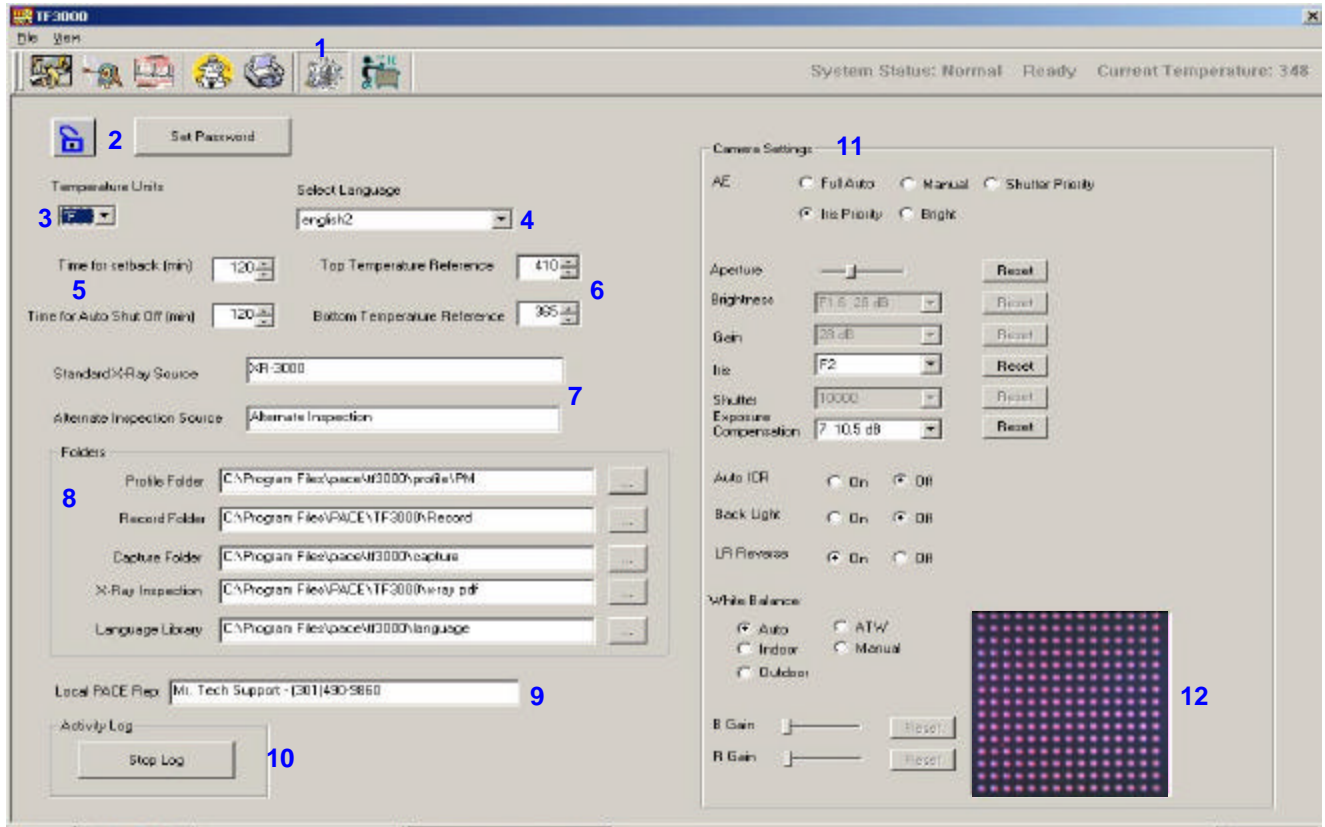 TF3000
File View
1
System Status: Normal Ready Current Temperature: 348
2 Set Password
Temperature Units
Select Language
3
english2
4
Time for setback (min) 120
Top Temperature Reference 410
5
6
Time for Auto Shut Off (min) 120
Bottom Temperature Reference 365
Standard X-Ray Source XR-3000
7
Alternate Inspection Source Alternate Inspection
Folders
8
Profile Folder C:\Program Files\pace\tf3000\profile\PM ...
Record Folder C:\Program Files\PACE\TF3000\Record ...
Capture Folder C:\Program Files\pace\tf3000\capture ...
X-Ray Inspection C:\Program Files\PACE\TF3000\x-ray.pdf ...
Language Library C:\Program Files\pace\tf3000\language ...
Local PACE Rep: Mr. Tech Support - (301)490-9860
9
Activity Log
Stop Log
10
Camera Settings
11
AE Full Auto Manual Shutter Priority
Iris Priority Bright
Aperture Reset
Brightness F1.6 28 dB Reset
Gain 28 dB Reset
Iris F2 Reset
Shutter 10000 Reset
Exposure
Compensation 7 10.5 dB Reset
Auto ICR On Off
Back Light On Off
LR Reverse On Off
White Balance
Auto ATW
Indoor Manual
Outdoor
12
B Gain Reset
R Gain Reset